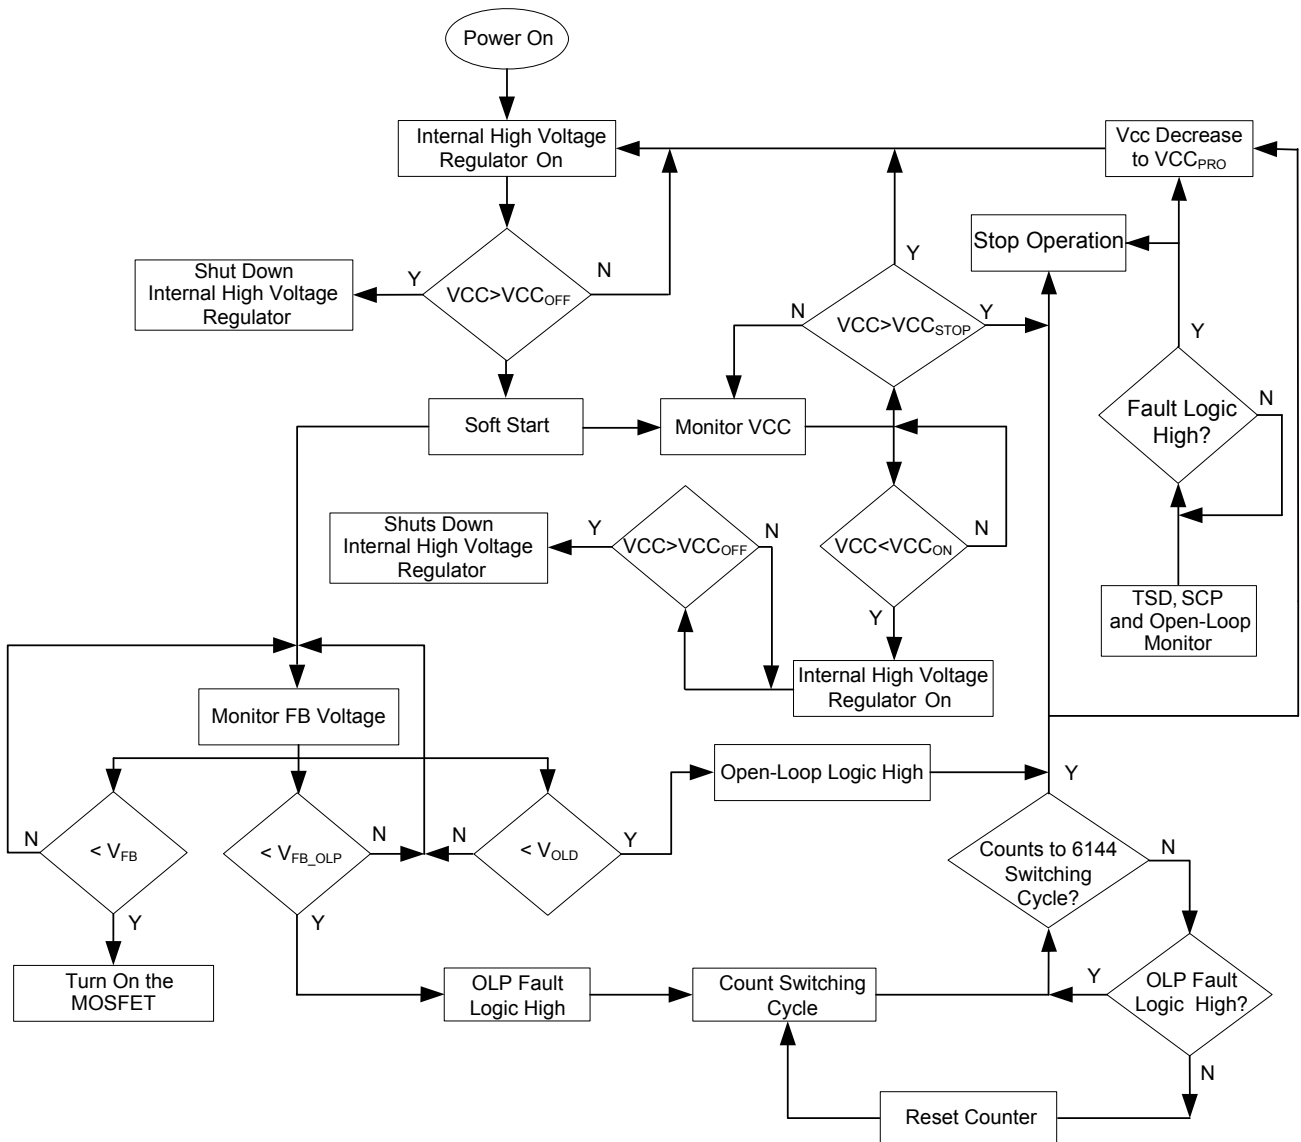 Power On
Internal High Voltage
Regulator On
Vcc Decrease
to VCCPRO
Stop Operation
Shut Down
Internal High Voltage
Regulator
Y
VCC>VCCOFF
N
Y
N
VCC>VCCSTOP
Y
Y
Fault Logic
High?
N
Soft Start
Monitor VCC
Shuts Down
Internal High Voltage
Regulator
Y
VCC>VCCOFF
N
VCC<VCCON
N
Y
TSD, SCP
and Open-Loop
Monitor
Internal High Voltage
Regulator On
Monitor FB Voltage
Open-Loop Logic High
Y
N
< VFB
Y
< VFB_OLP
N
Y
N
< VOLD
Y
Counts to 6144
Switching
Cycle?
N
Turn On the
MOSFET
OLP Fault
Logic High
Count Switching
Cycle
Y
OLP Fault
Logic High?
N
Reset Counter